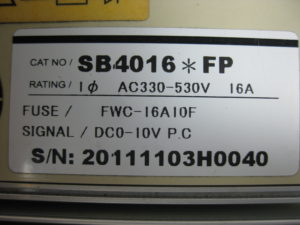 CAT NO / SB4016*FP
RATING / 1φ AC330-530V 16A
FUSE / FWC-16A10F
SIGNAL / DC0-10V P.C
S/N: 20111103H0040